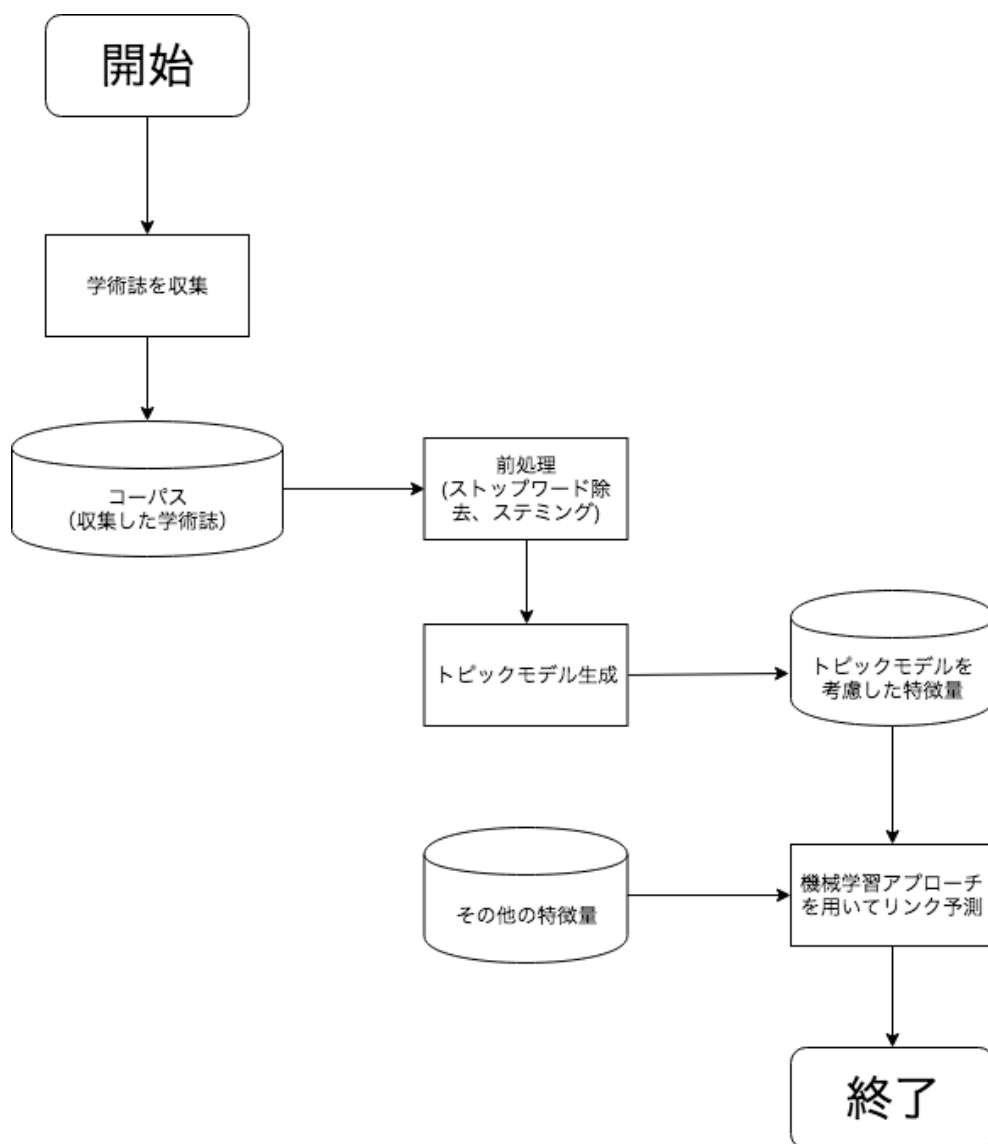 開始
学術誌を収集
コーパス
（収集した学術誌）
前処理
(ストップワード除
去、ステミング)
トピックモデル生成
トピックモデルを
考慮した特徴量
その他の特徴量
機械学習アプローチ
を用いてリンク予測
終了